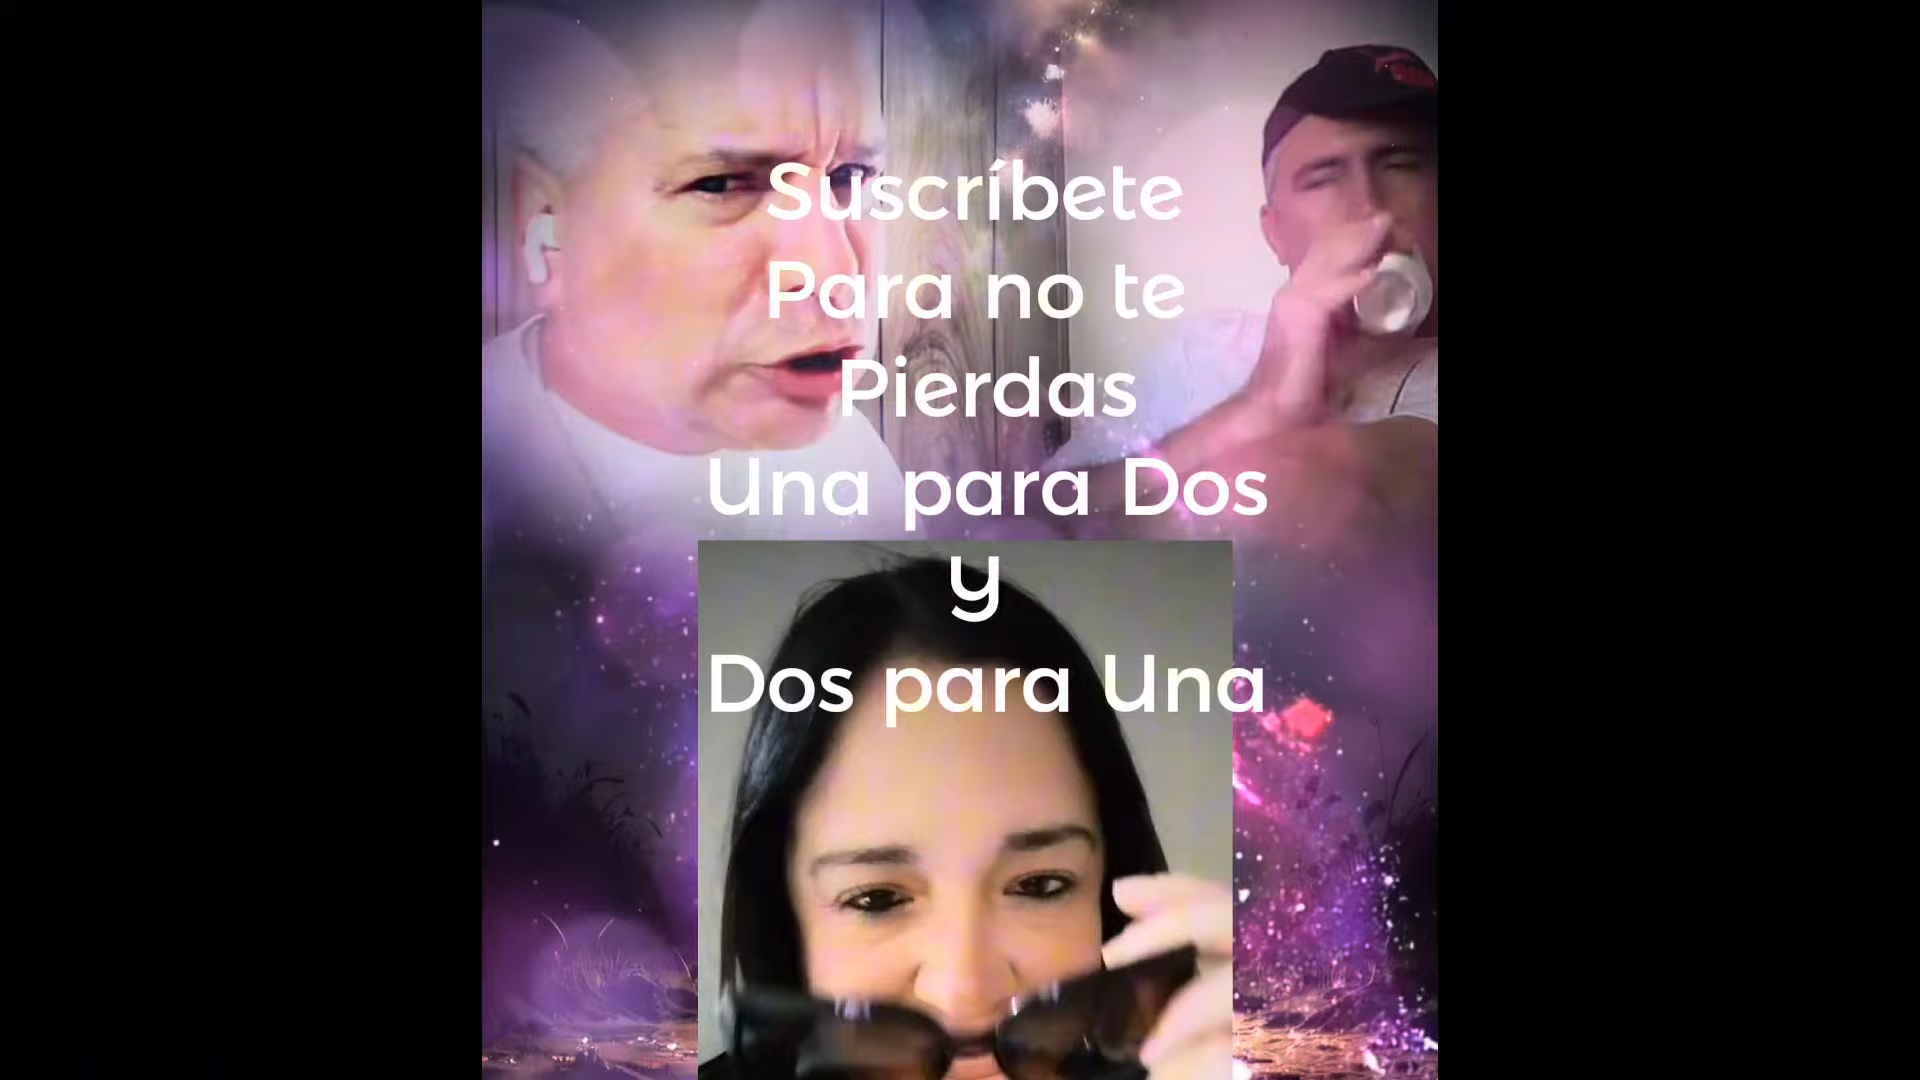 Suscríbete
Para no te
Pierdas
Una para Dos
y
Dos para Una